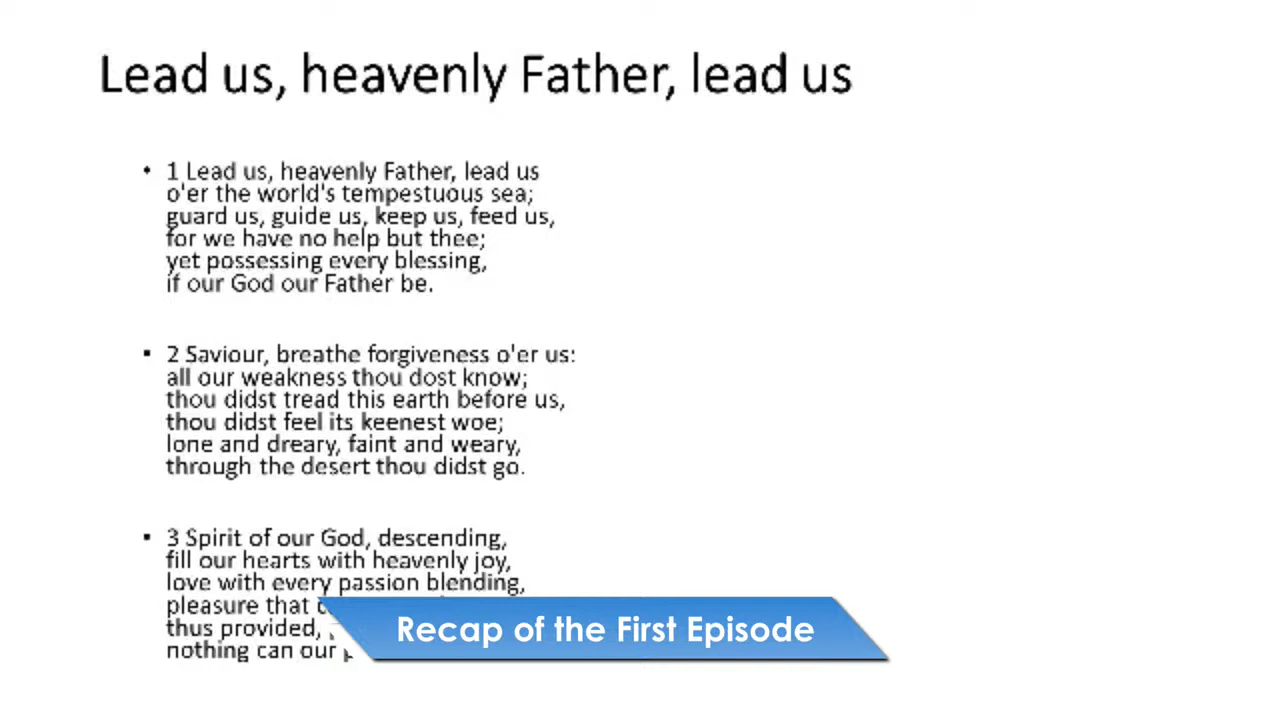 Lead us, heavenly Father, lead us
• 1 Lead us, heavenly Father, lead us
o'er the world's tempestuous sea;
guard us, guide us, keep us, feed us,
for we have no help but thee;
yet possessing every blessing,
if our God our Father be.
• 2 Saviour, breathe forgiveness o'er us:
all our weakness thou dost know;
thou didst tread this earth before us,
thou didst feel its keenest woe;
lone and dreary, faint and weary,
through the desert thou didst go.
• 3 Spirit of our God, descending,
fill our hearts with heavenly joy,
love with every passion blending,
pleasure that
thus provided,
nothing can our
Recap of the First Episode